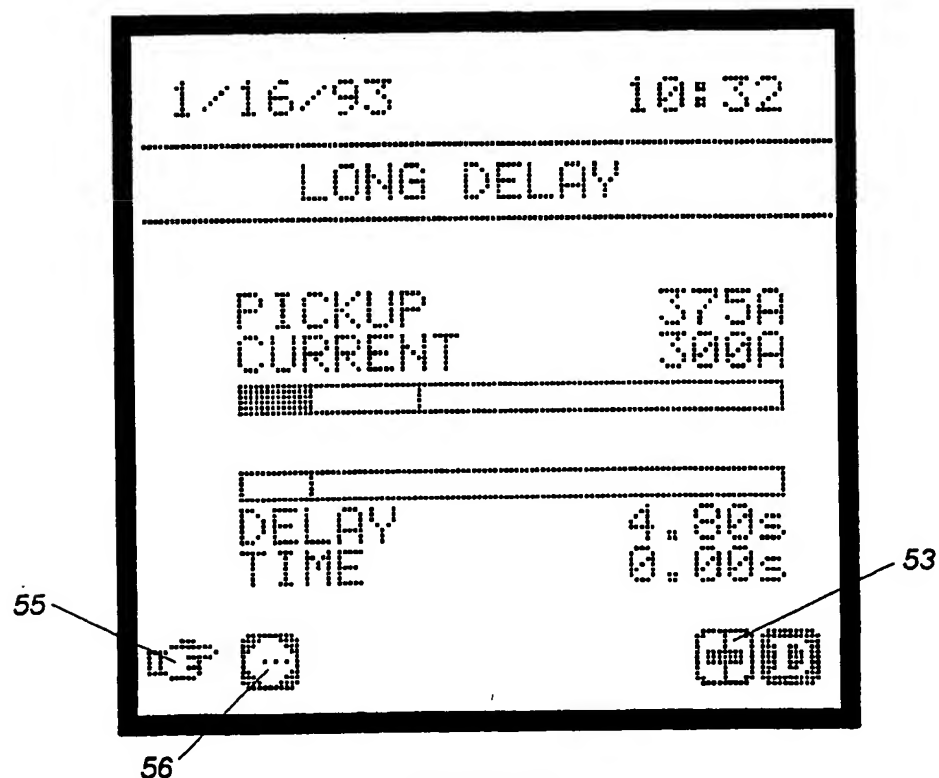 1/16/93 10:32
LONG DELAY
PICKUP 375A
CURRENT 300A
DELAY 4.80s
TIME 0.00s
53
55
56